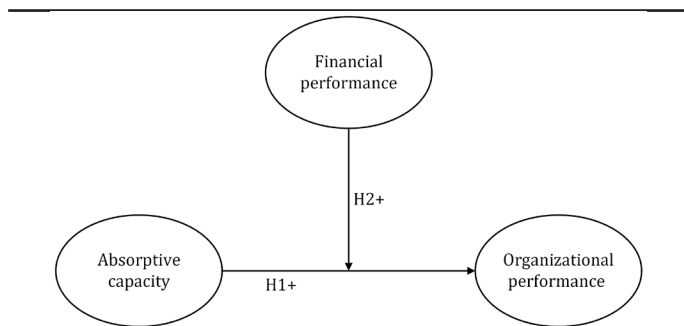 Financial
performance
H2+
Absorptive
capacity
H1+
Organizational
performance